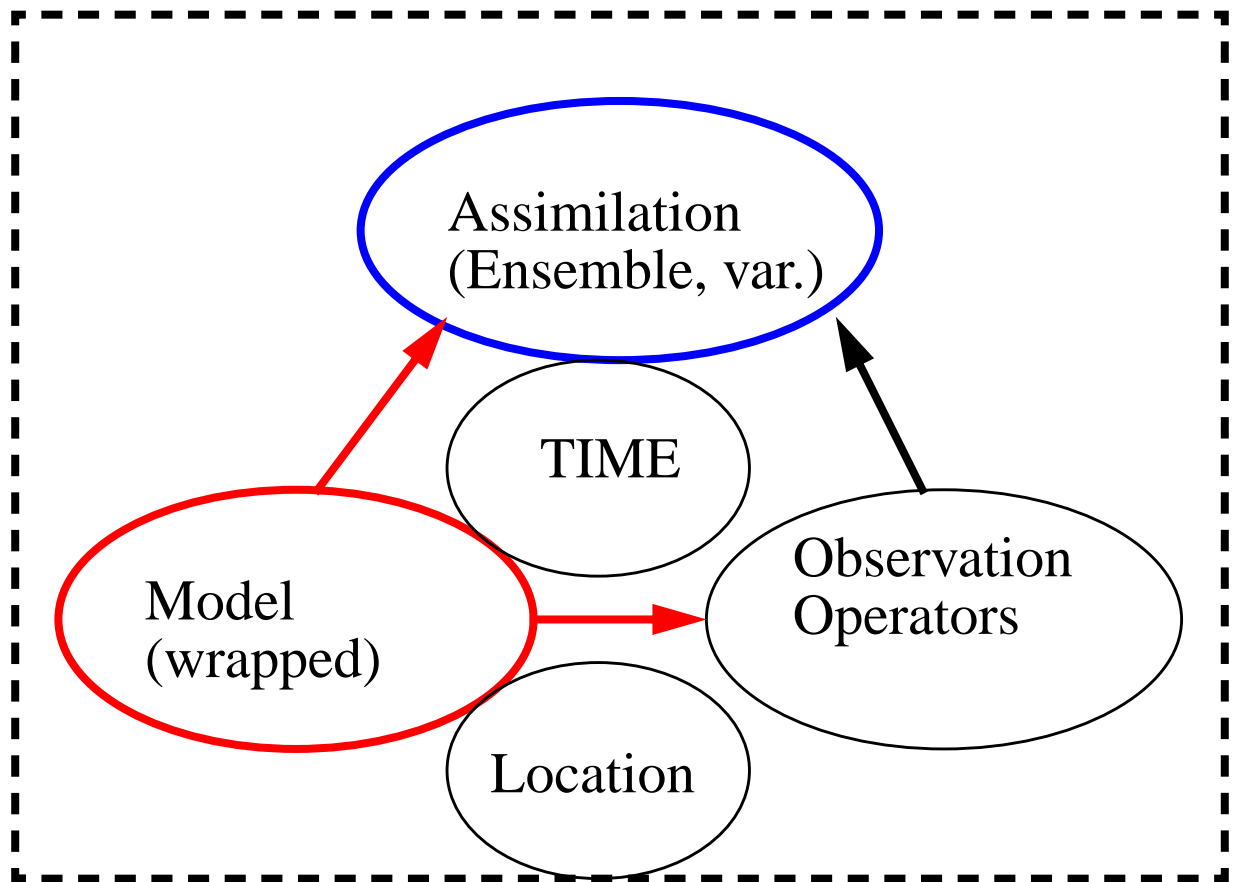 Assimilation
(Ensemble, var.)
TIME
Observation
Operators
Model
(wrapped)
Location